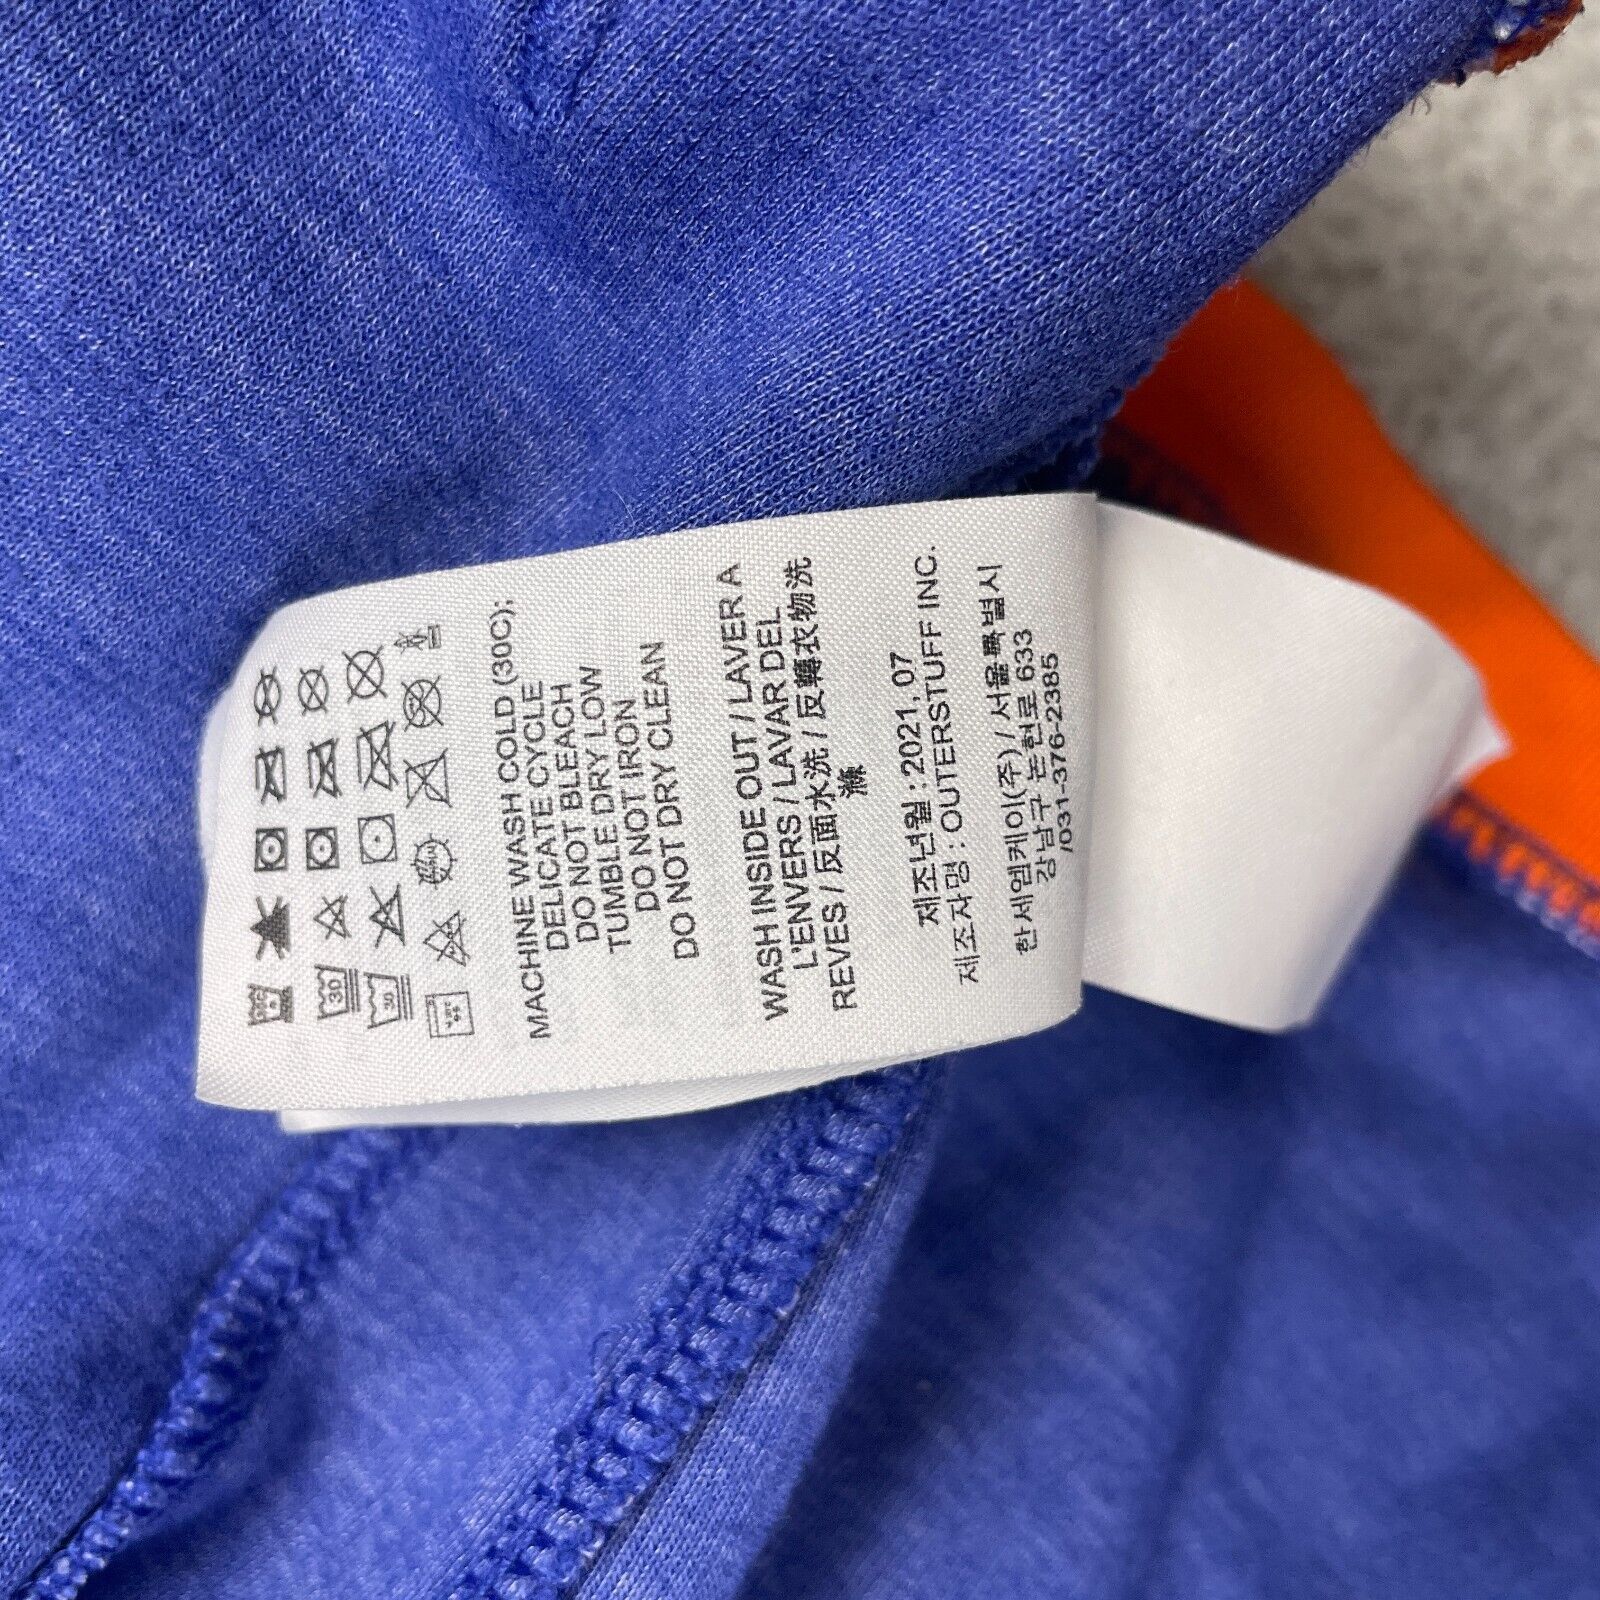 MACHINE WASH COLD (30C);
DELICATE CYCLE
DO NOT BLEACH
TUMBLE DRY LOW
DO NOT IRON
DO NOT DRY CLEAN
WASH INSIDE OUT / LAVER A
L'ENVERS / LAVAR DEL
REVES / 反面水洗 / 反轉衣物洗
滌
제조년월 : 2021, 07
제조자명 : OUTERSTUFF INC.
한세엠케이(주) / 서울특별시
강남구 논현로 633
/031-376-2385
30
30